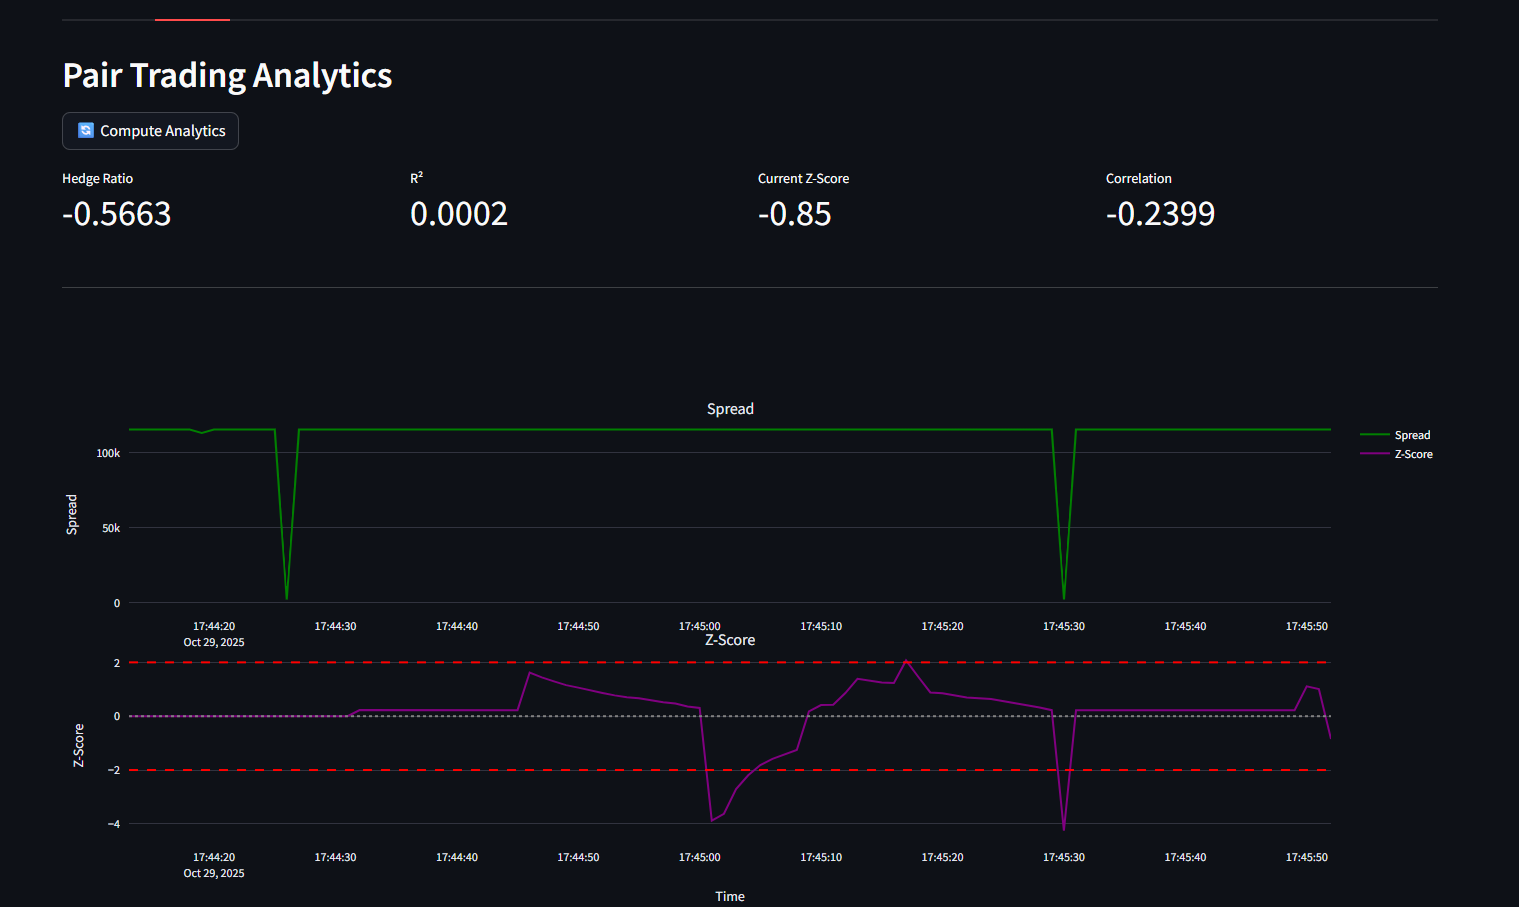 Pair Trading Analytics
Compute Analytics
Hedge Ratio
-0.5663
R²
0.0002
Current Z-Score
-0.85
Correlation
-0.2399
Spread
Spread
Z-Score
Spread
100k
50k
0
17:44:20 17:44:30 17:44:40 17:44:50 17:45:00 17:45:10 17:45:20 17:45:30 17:45:40 17:45:50
Oct 29, 2025
Z-Score
Z-Score
2
0
−2
−4
17:44:20 17:44:30 17:44:40 17:44:50 17:45:00 17:45:10 17:45:20 17:45:30 17:45:40 17:45:50
Oct 29, 2025
Time